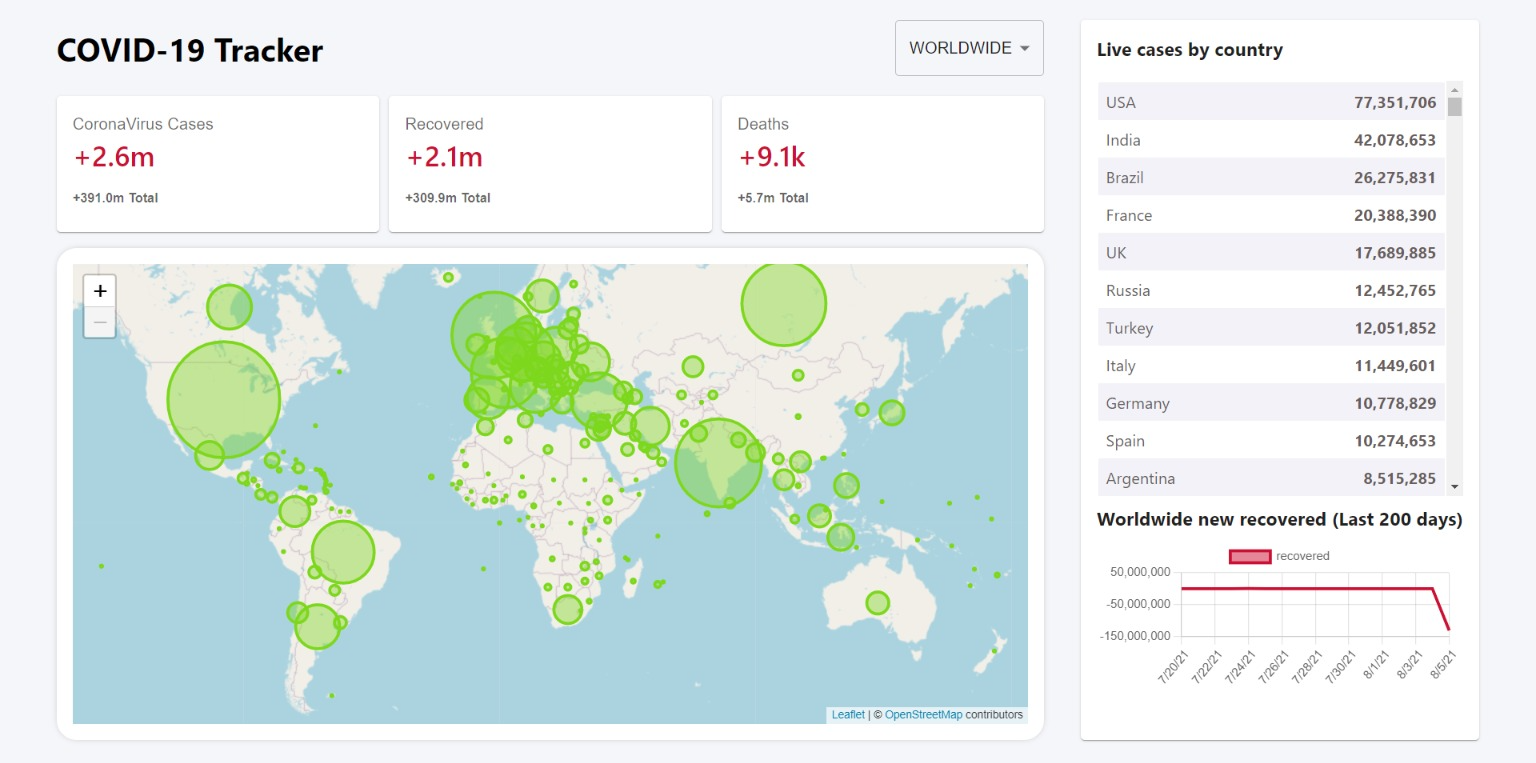 COVID-19 Tracker
WORLDWIDE
CoronaVirus Cases
+2.6m
+391.0m Total
Recovered
+2.1m
+309.9m Total
Deaths
+9.1k
+5.7m Total
+
−
Leaflet | © OpenStreetMap contributors
Live cases by country
USA 77,351,706
India 42,078,653
Brazil 26,275,831
France 20,388,390
UK 17,689,885
Russia 12,452,765
Turkey 12,051,852
Italy 11,449,601
Germany 10,778,829
Spain 10,274,653
Argentina 8,515,285
Worldwide new recovered (Last 200 days)
recovered
50,000,000
-50,000,000
-150,000,000
7/20/21 7/22/21 7/24/21 7/26/21 7/28/21 7/30/21 8/1/21 8/3/21 8/5/21